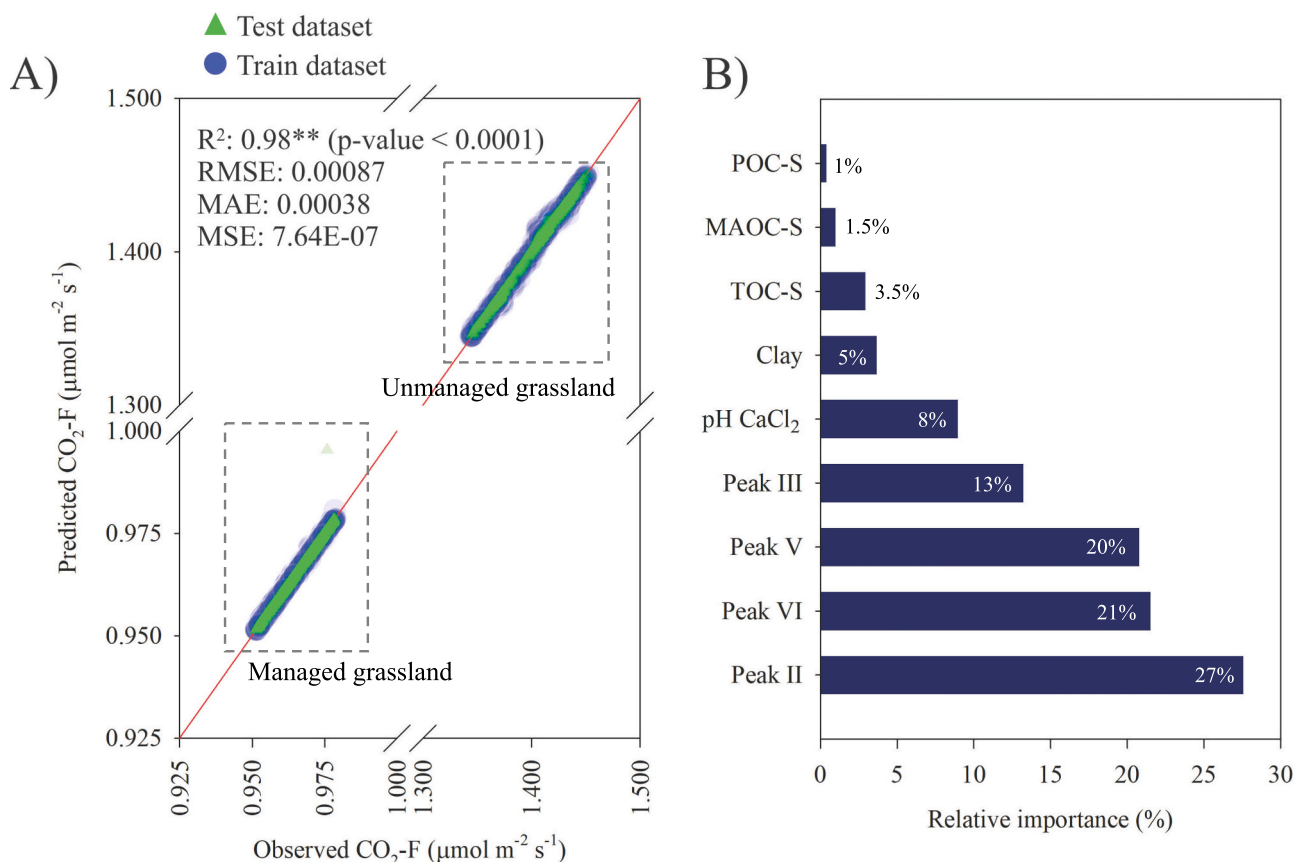 A)
Test dataset
Train dataset
R²: 0.98** (p-value < 0.0001)
RMSE: 0.00087
MAE: 0.00038
MSE: 7.64E-07
Unmanaged grassland
Managed grassland
Predicted CO₂-F (µmol m⁻² s⁻¹)
1.500
1.400
1.300
1.000
0.975
0.950
0.925
0.925
0.950
0.975
1.000
1.300
1.400
1.500
Observed CO₂-F (µmol m⁻² s⁻¹)
B)
POC-S 1%
MAOC-S 1.5%
TOC-S 3.5%
Clay 5%
pH CaCl₂ 8%
Peak III 13%
Peak V 20%
Peak VI 21%
Peak II 27%
0 5 10 15 20 25 30
Relative importance (%)